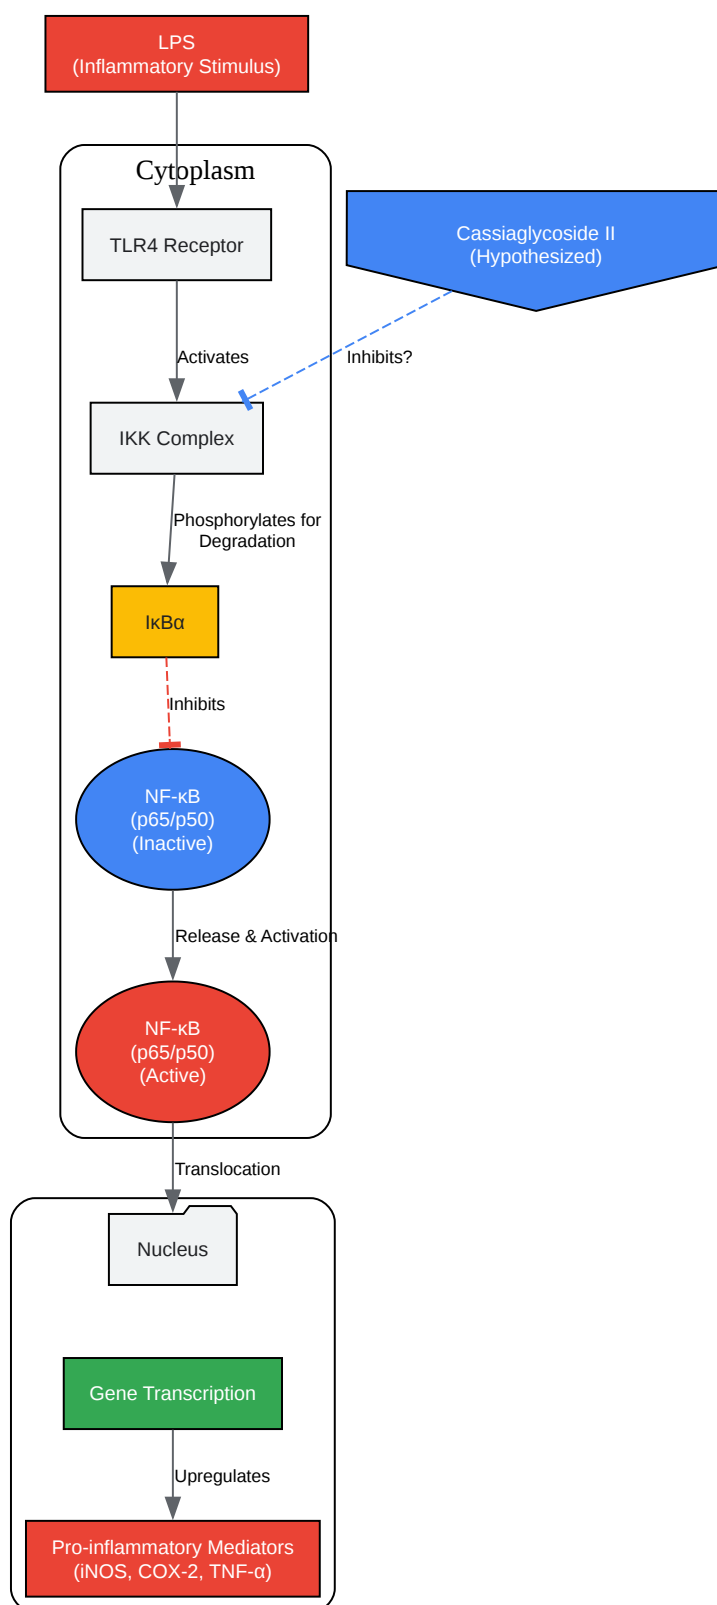 LPS
(Inflammatory Stimulus)
Cytoplasm
TLR4 Receptor
Cassiaglycoside II
(Hypothesized)
Activates
Inhibits?
IKK Complex
Phosphorylates for
Degradation
IκBα
Inhibits
NF-κB
(p65/p50)
(Inactive)
Release & Activation
NF-κB
(p65/p50)
(Active)
Translocation
Nucleus
Gene Transcription
Upregulates
Pro-inflammatory Mediators
(iNOS, COX-2, TNF-α)